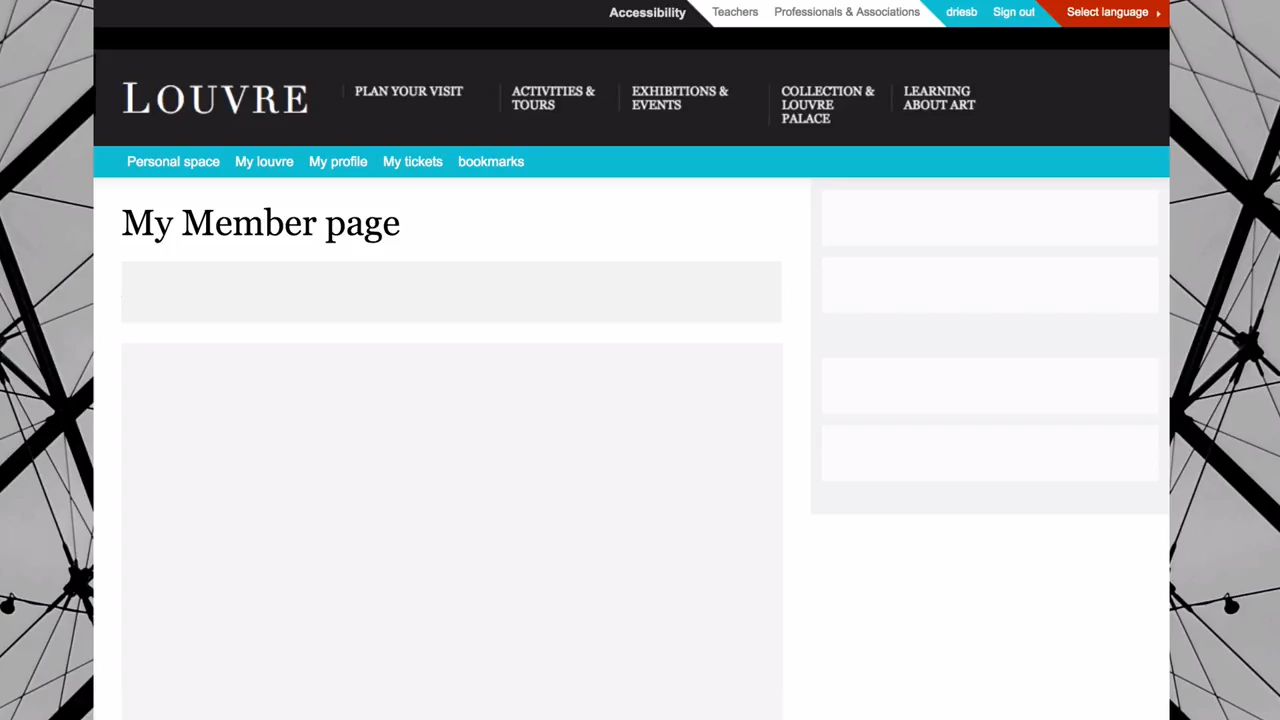 Accessibility Teachers Professionals & Associations driesb Sign out Select language
LOUVRE
PLAN YOUR VISIT
ACTIVITIES &
TOURS
EXHIBITIONS &
EVENTS
COLLECTION &
LOUVRE
PALACE
LEARNING
ABOUT ART
Personal space My louvre My profile My tickets bookmarks
My Member page